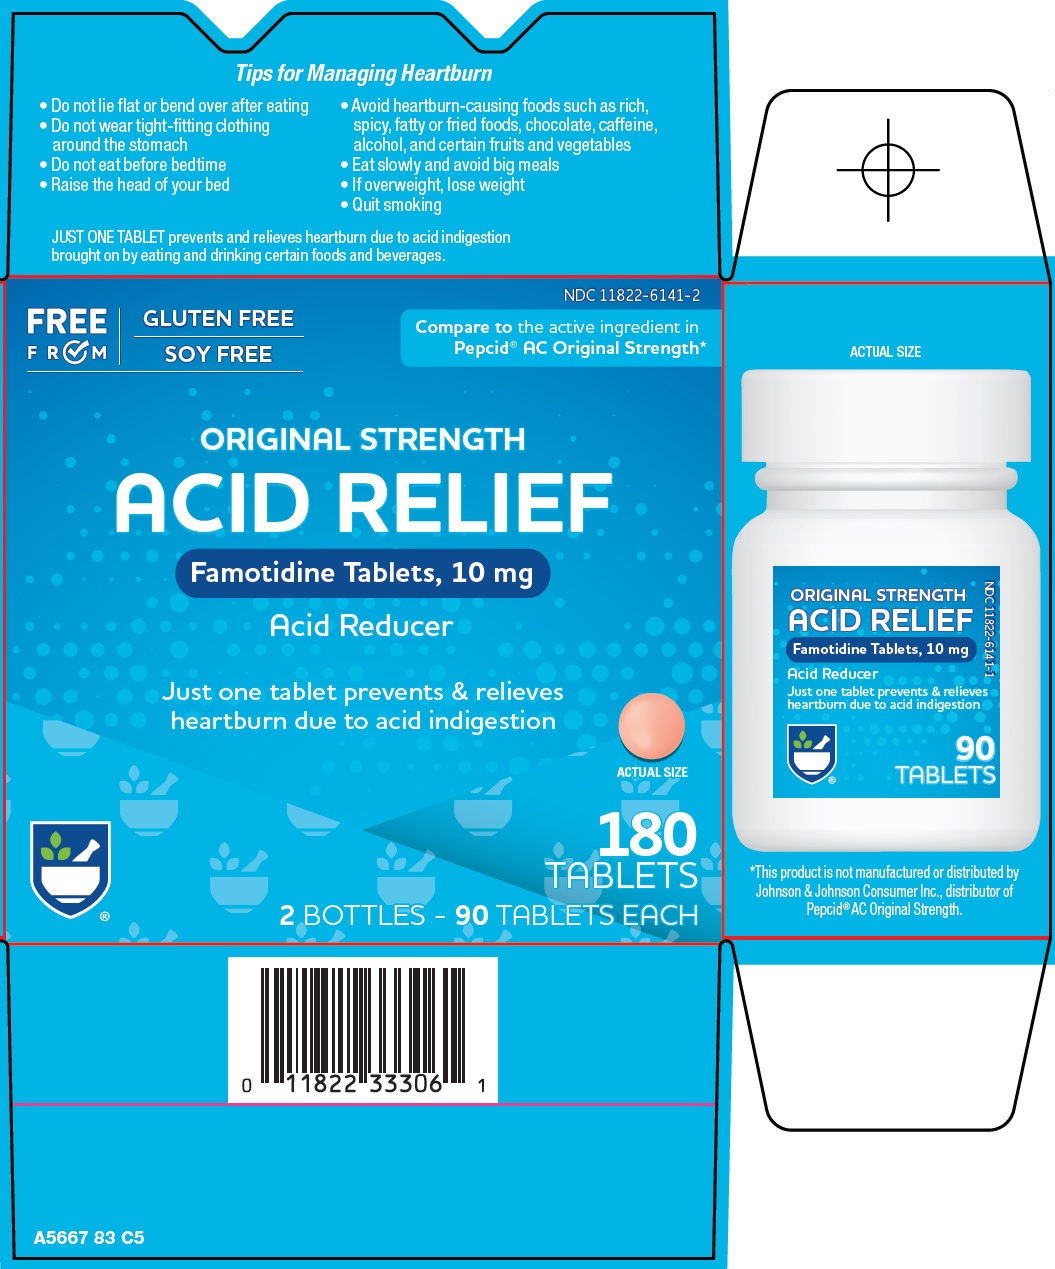 Tips for Managing Heartburn
• Do not lie flat or bend over after eating
• Do not wear tight-fitting clothing
around the stomach
• Do not eat before bedtime
• Raise the head of your bed
• Avoid heartburn-causing foods such as rich,
spicy, fatty or fried foods, chocolate, caffeine,
alcohol, and certain fruits and vegetables
• Eat slowly and avoid big meals
• If overweight, lose weight
• Quit smoking
JUST ONE TABLET prevents and relieves heartburn due to acid indigestion
brought on by eating and drinking certain foods and beverages.
NDC 11822-6141-2
FREE
FROM
GLUTEN FREE
SOY FREE
Compare to the active ingredient in
Pepcid® AC Original Strength*
ORIGINAL STRENGTH
ACID RELIEF
Famotidine Tablets, 10 mg
Acid Reducer
Just one tablet prevents & relieves
heartburn due to acid indigestion
ACTUAL SIZE
180
TABLETS
2 BOTTLES - 90 TABLETS EACH
®
ACTUAL SIZE
ORIGINAL STRENGTH
ACID RELIEF
Famotidine Tablets, 10 mg
Acid Reducer
Just one tablet prevents & relieves
heartburn due to acid indigestion
NDC 11822-6141-1
90
TABLETS
®
*This product is not manufactured or distributed by
Johnson & Johnson Consumer Inc., distributor of
Pepcid® AC Original Strength.
0 11822 33306 1
A5667 83 C5